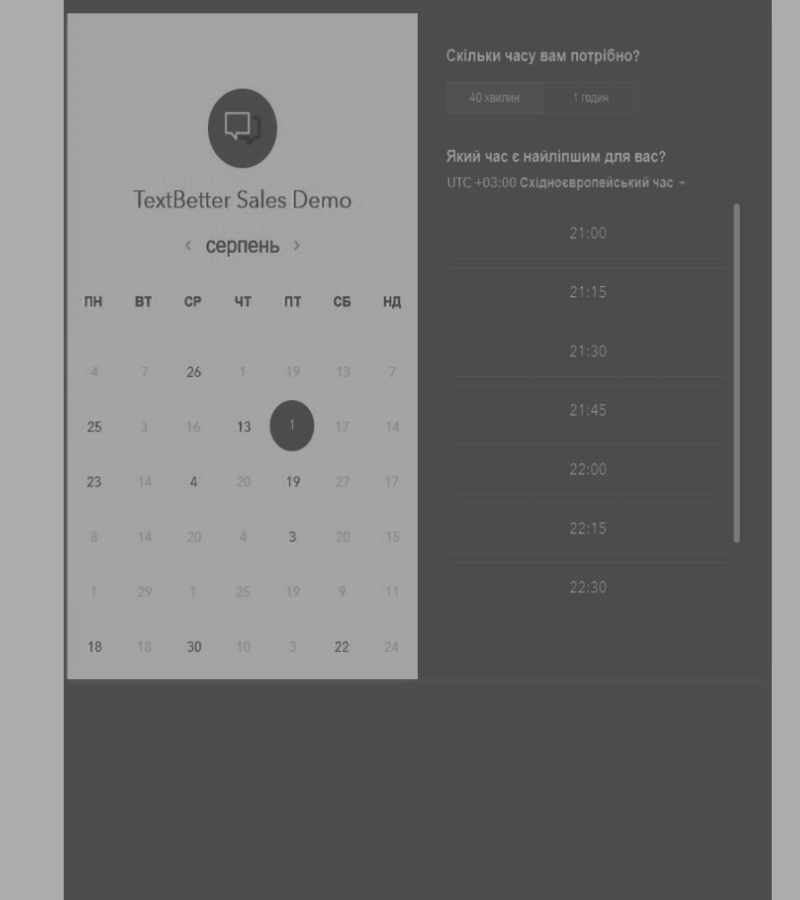 TextBetter Sales Demo
‹ серпень ›
ПН ВТ СР ЧТ ПТ СБ НД
4 7 26 1 19 13 7
25 3 16 13 1 17 14
23 14 4 20 19 27 17
8 14 20 4 3 20 15
1 29 1 25 19 9 11
18 18 30 10 3 22 24
Скільки часу вам потрібно?
40 хвилин 1 годин
Який час є найліпшим для вас?
UTC +03:00 Східноєвропейський час
21:00
21:15
21:30
21:45
22:00
22:15
22:30